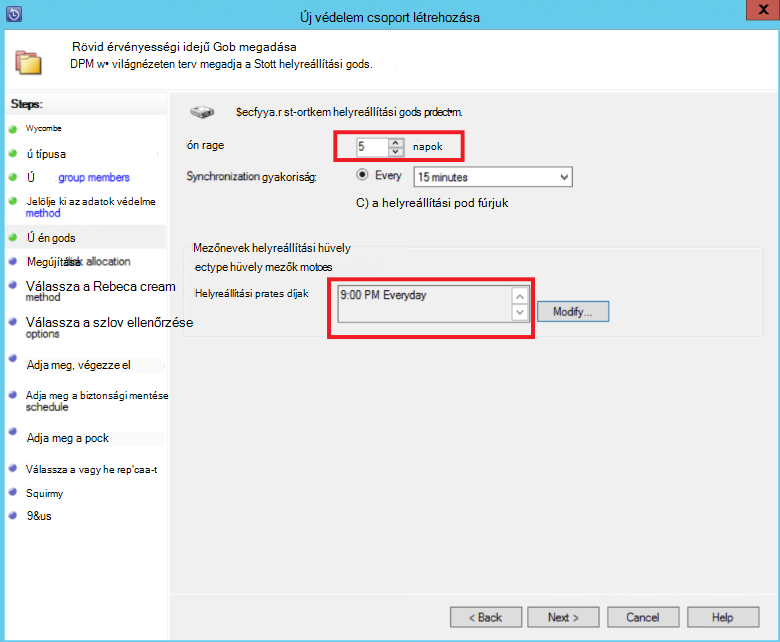 Új védelem csoport létrehozása
X
Rövid érvényességi idejű Gob megadása
DPM w• világnézeten terv megadja a Stott helyreállítási gods.
Steps:
Wycombe
ú típusa
Ú group members
Jelölje ki az adatok védelme
method
Ú én gods
Megújítása disk allocation
Válassza a Rebeca cream
method
Válassza a szlov ellenőrzése
options
Adja meg, végezze el
Adja meg a biztonsági mentése
schedule
Adja meg a pock
Válassza a vagy he rep'caa-t
Squirmy
9&us
$ecfyya.r st-ortkem helyreállítási gods prdectm.
ón rage
5 napok
Synchronization gyakoriság:
Every 15 minutes
C) a helyreállítási pod fúrjuk
Mezőnevek helyreállítási hüvely
ectype hüvely mezők motoes
Helyreállítási prates díjak
9:00 PM Everyday
Modify...
< Back
Next >
Cancel
Help